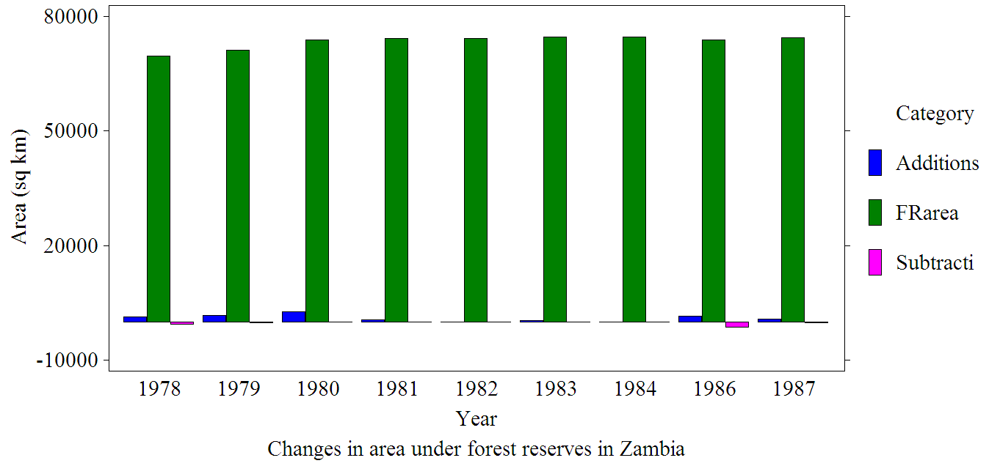 80000
50000
20000
-10000
Area (sq km)
1978 1979 1980 1981 1982 1983 1984 1986 1987
Year
Changes in area under forest reserves in Zambia
Category
Additions
FRarea
Subtracti